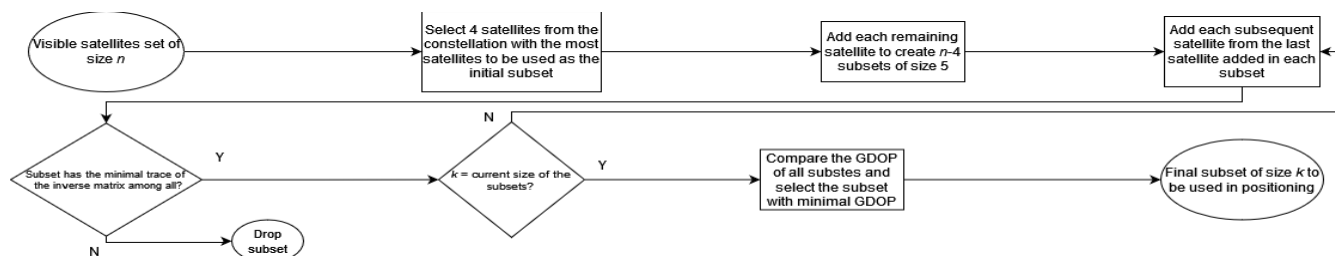 Visible satellites set of
size n
Select 4 satellites from the
constellation with the most
satellites to be used as the
initial subset
Add each remaining
satellite to create n-4
subsets of size 5
Add each subsequent
satellite from the last
satellite added in each
subset
Subset has the minimal trace of
the inverse matrix among all?
Y
N
Drop
subset
k = current size of the
subsets?
N
Y
Compare the GDOP
of all substes and
select the subset
with minimal GDOP
Final subset of size k to
be used in positioning